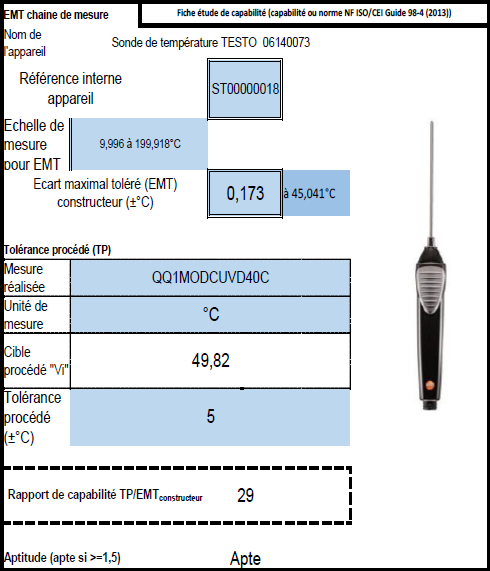 EMT chaine de mesure
Fiche étude de capabilité (capabilité ou norme NF ISO/CEI Guide 98-4 (2013))
Nom de
l'appareil
Sonde de température TESTO 06140073
Référence interne
appareil
ST00000018
Echelle de
mesure
pour EMT
9,996 à 199,918°C
Ecart maximal toléré (EMT)
constructeur (±°C)
0,173
à 45,041°C
Tolérance procédé (TP)
Mesure
réalisée
QQ1MODCUVD40C
Unité de
mesure
°C
Cible
procédé "Vi"
49,82
Tolérance
procédé
(±°C)
5
Rapport de capabilité TP/EMTconstructeur
29
Aptitude (apte si >=1,5)
Apte